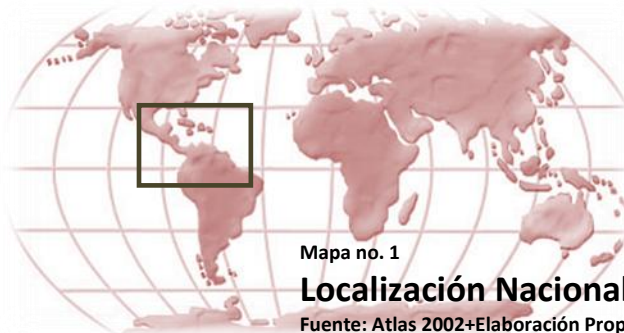 Mapa no. 1
Localización Nacional
Fuente: Atlas 2002+Elaboración Prop